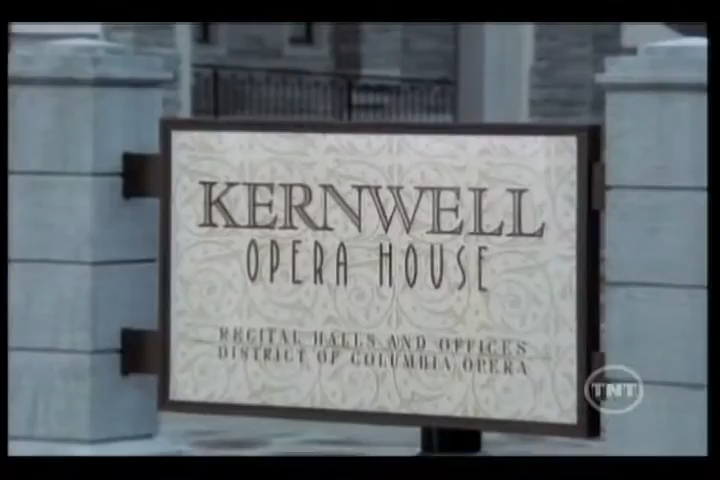 KERNWELL
OPERA HOUSE
RECITAL HALLS AND OFFICES
DISTRICT OF COLUMBIA OPERA
TNT